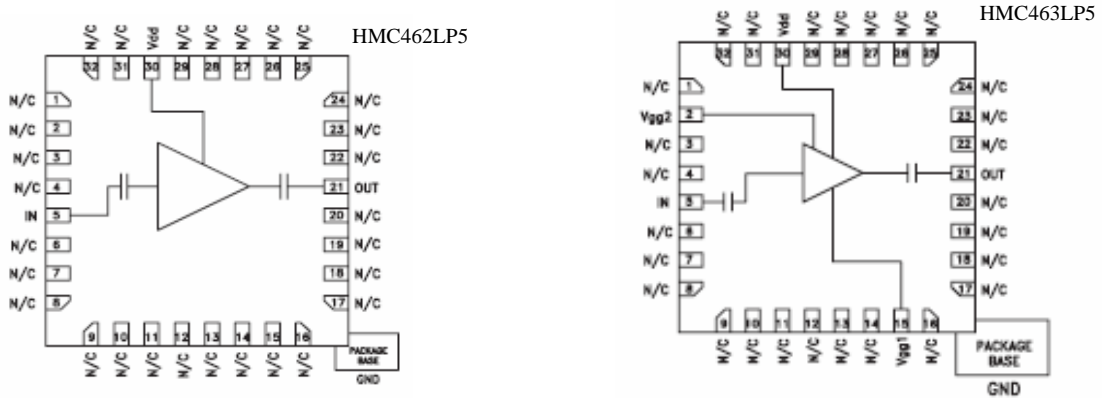 HMC462LP5
N/C N/C Vdd N/C N/C N/C N/C N/C
32 31 30 29 28 27 26 25
N/C 1
N/C 2
N/C 3
N/C 4
IN 5
N/C 6
N/C 7
N/C 8
24 N/C
23 N/C
22 N/C
21 OUT
20 N/C
19 N/C
18 N/C
17 N/C
9 10 11 12 13 14 15 16
N/C N/C N/C N/C N/C N/C N/C N/C
PACKAGE
BASE
GND
HMC463LP5
N/C N/C Vdd N/C N/C N/C N/C N/C
32 31 30 29 28 27 26 25
N/C 1
Vgg2 2
N/C 3
N/C 4
IN 5
N/C 6
N/C 7
N/C 8
24 N/C
23 N/C
22 N/C
21 OUT
20 N/C
19 N/C
18 N/C
17 N/C
9 10 11 12 13 14 15 16
N/C N/C N/C N/C N/C N/C Vgg1 N/C
PACKAGE
BASE
GND